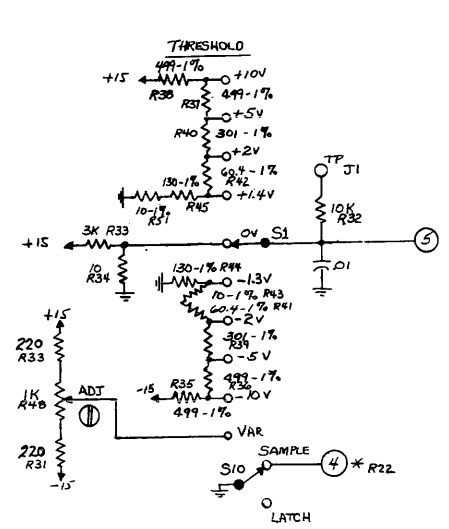 THRESHOLD
499-1%
+15
R38
+10V
499-1%
R37
+5V
R40
301-1%
+2V
60.4-1%
R42
130-1%
+1.4V
10-1%
R51
R45
TP
J1
10K
R32
3K R33
+15
0V
S1
5
10
R34
.01
130-1% R44
-1.3V
10-1% R43
60.4-1% R41
-2V
301-1%
R39
-5V
499-1%
R36
-15
R35
-10V
499-1%
+15
220
R33
1K
R48
ADJ
220
R31
-15
VAR
SAMPLE
S10
4
* R22
LATCH